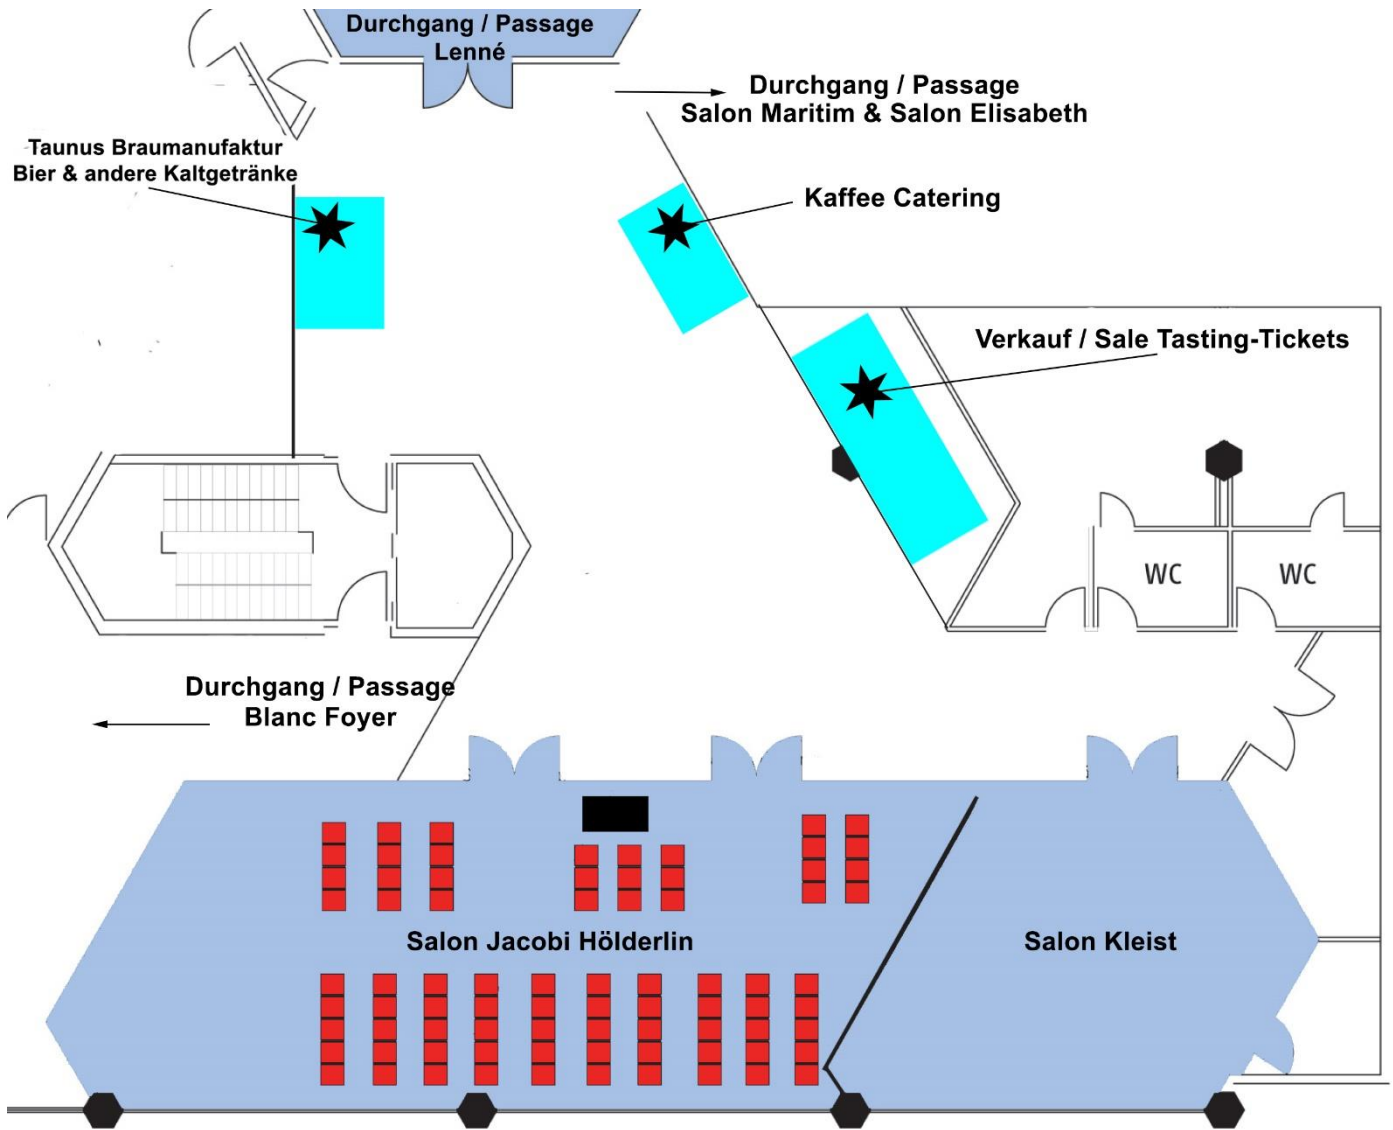 Durchgang / Passage
Lenné
Durchgang / Passage
Salon Maritim & Salon Elisabeth
Taunus Braumanufaktur
Bier & andere Kaltgetränke
Kaffee Catering
Verkauf / Sale Tasting-Tickets
WC
WC
Durchgang / Passage
Blanc Foyer
Salon Jacobi Hölderlin
Salon Kleist